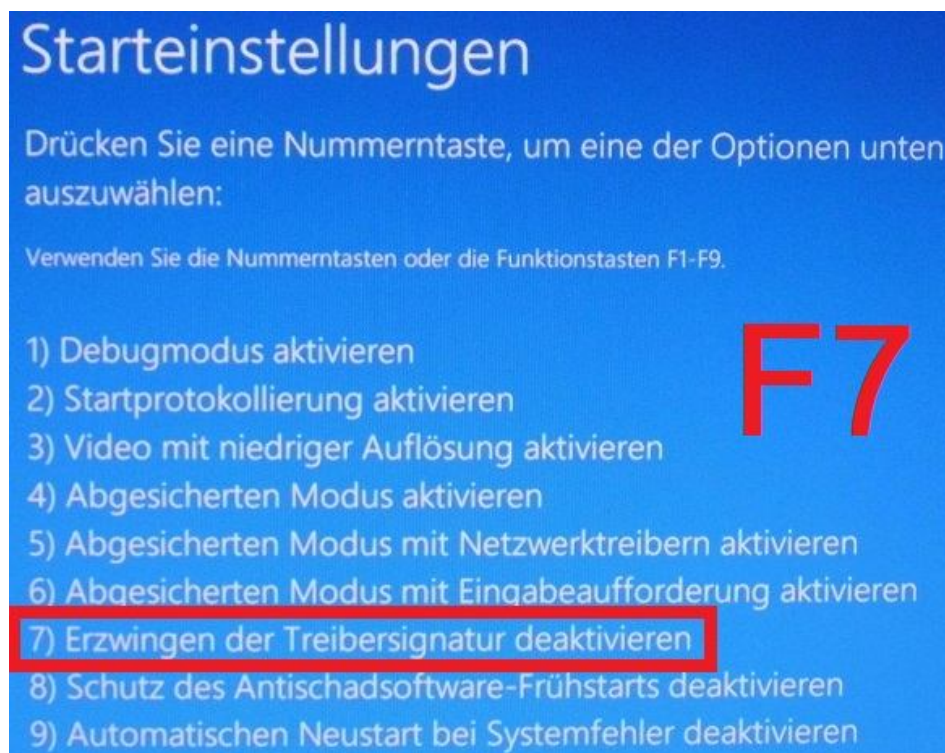 Starteinstellungen
Drücken Sie eine Nummerntaste, um eine der Optionen unten
auszuwählen:
Verwenden Sie die Nummerntasten oder die Funktionstasten F1-F9.
F7
1) Debugmodus aktivieren
2) Startprotokollierung aktivieren
3) Video mit niedriger Auflösung aktivieren
4) Abgesicherten Modus aktivieren
5) Abgesicherten Modus mit Netzwerktreibern aktivieren
6) Abgesicherten Modus mit Eingabeaufforderung aktivieren
7) Erzwingen der Treibersignatur deaktivieren
8) Schutz des Antischadsoftware-Frühstarts deaktivieren
9) Automatischen Neustart bei Systemfehler deaktivieren